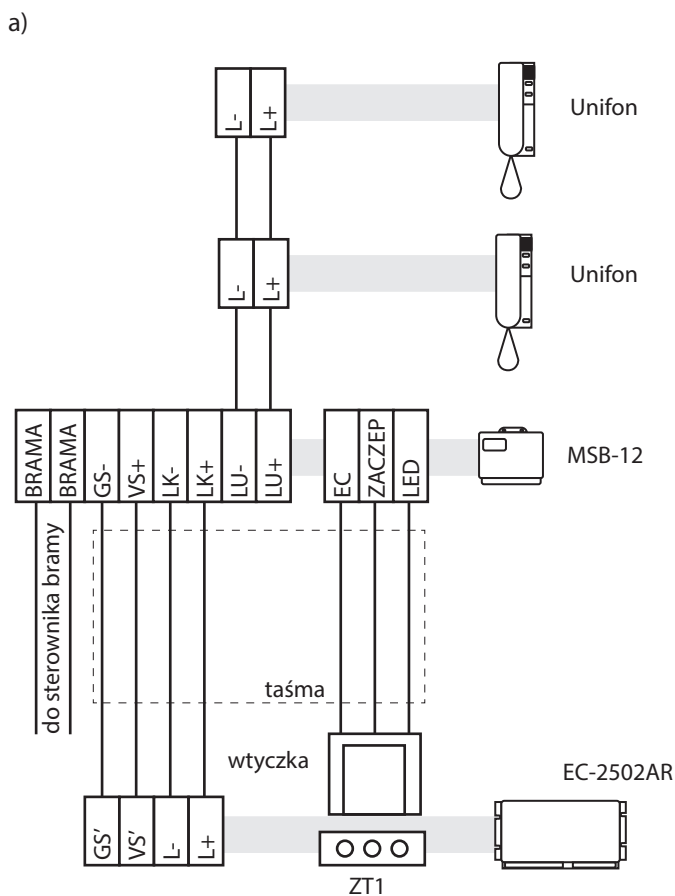 a)
L-
L+
Unifon
L-
L+
Unifon
BRAMA
BRAMA
GS-
VS+
LK-
LK+
LU-
LU+
EC
ZACZEP
LED
MSB-12
do sterownika bramy
taśma
wtyczka
EC-2502AR
GS'
VS'
L-
L+
ZT1